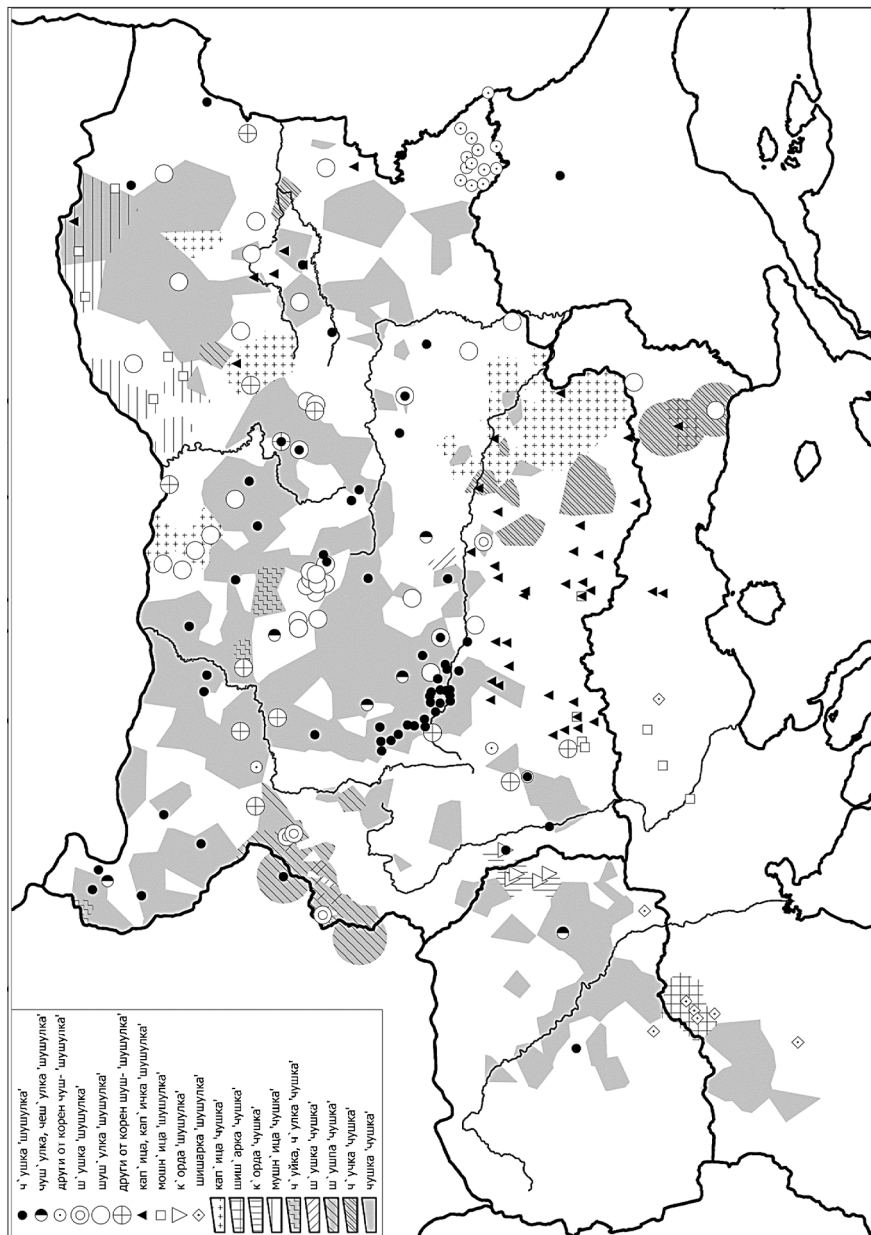 ч`ушка 'шушулка'
чуш`улка, чеш`улка 'шушулка'
други от корен чуш- 'шушулка'
ш`ушка 'шушулка'
шуш`улка 'шушулка'
други от корен шуш- 'шушулка'
кап`ица, кап`ичка 'шушулка'
мошн`ица 'шушулка'
к`орда 'шушулка'
шишарка 'шушулка'
кап`ица 'чушка'
шиш`арка 'чушка'
к`орда 'чушка'
мушн`ица 'чушка'
ч`уйка, ч`улка 'чушка'
ш`ушка 'чушка'
ш`ушпа 'чушка'
ч`учка 'чушка'
чушка 'чушка'